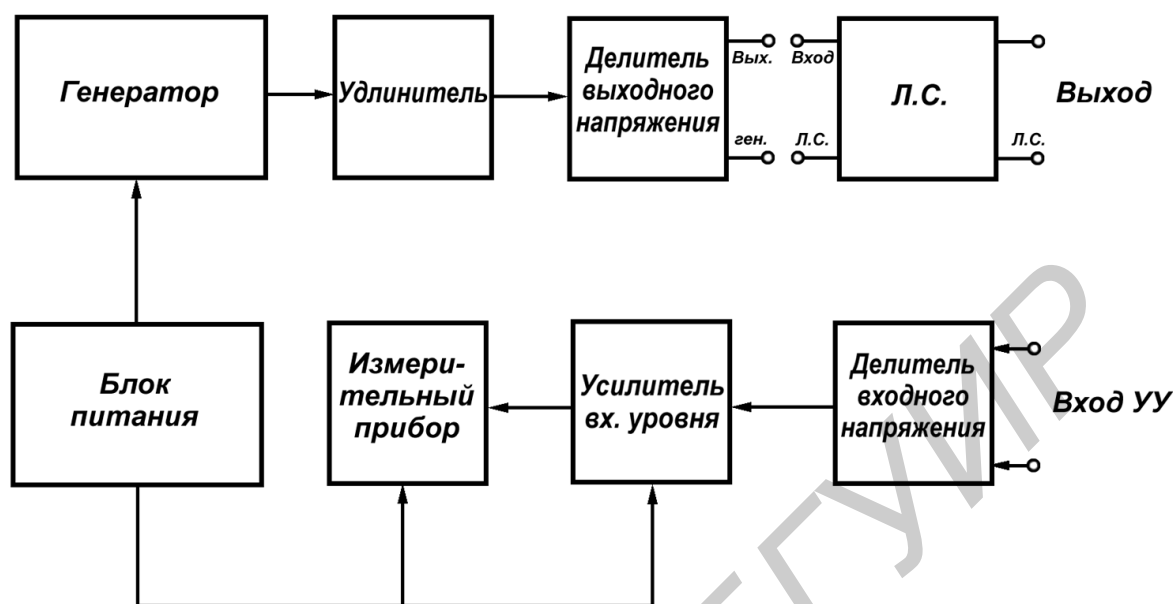 Генератор
Удлинитель
Делитель
выходного
напряжения
Вых.
ген.
Вход
Л.С.
Л.С.
Л.С.
Выход
Блок
питания
Измери-
тельный
прибор
Усилитель
вх. уровня
Делитель
входного
напряжения
Вход УУ
БГУИР